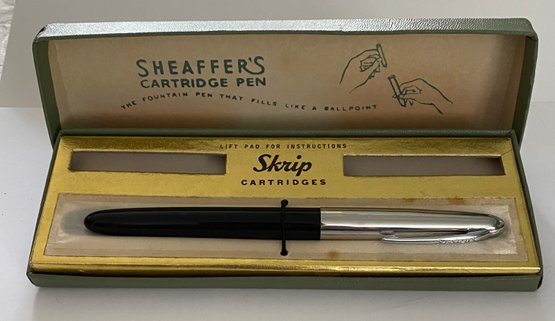 SHEAFFER'S
CARTRIDGE PEN
THE FOUNTAIN PEN THAT FILLS LIKE A BALLPOINT
LIFT PAD FOR INSTRUCTIONS
Skrip
CARTRIDGES